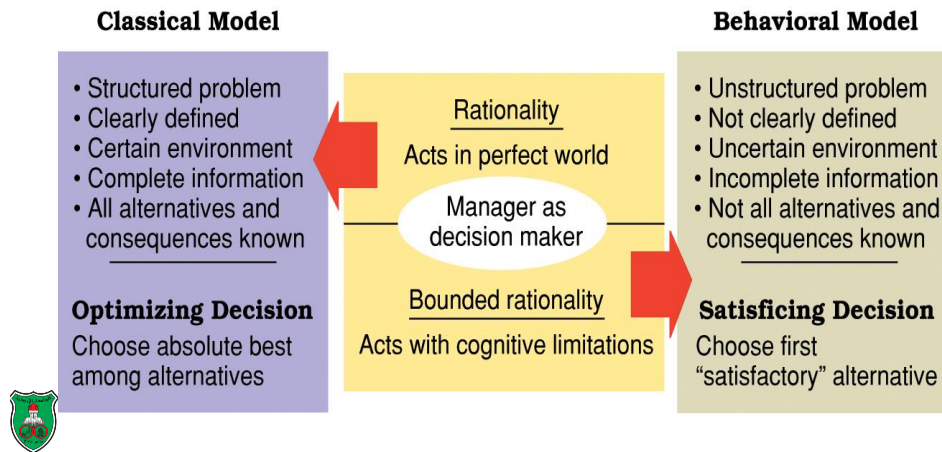 Classical Model
• Structured problem
• Clearly defined
• Certain environment
• Complete information
• All alternatives and
consequences known
Optimizing Decision
Choose absolute best
among alternatives
Rationality
Acts in perfect world
Manager as
decision maker
Bounded rationality
Acts with cognitive limitations
Behavioral Model
• Unstructured problem
• Not clearly defined
• Uncertain environment
• Incomplete information
• Not all alternatives and
consequences known
Satisficing Decision
Choose first
“satisfactory” alternative